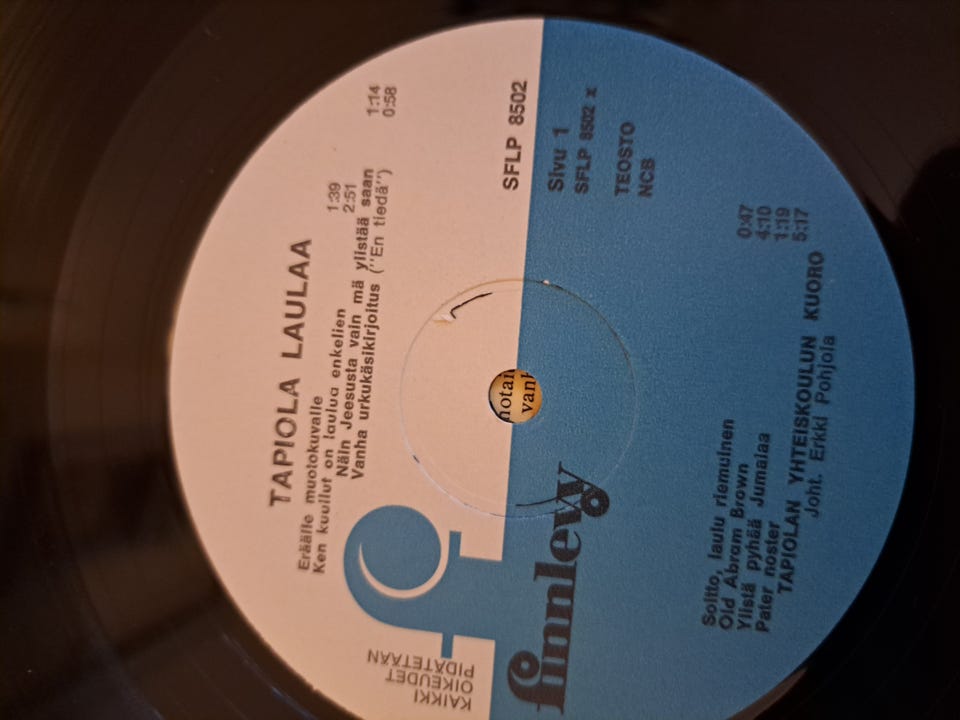 TAPIOLA LAULAA
Eräälle muotokuvalle 1:39
Ken kuullut on laulua enkelien 2:51
Näin Jeesusta vain mä ylistää saan 1:14
Vanha urkukäsikirjoitus ("En tiedä") 0:58
KAIKKI
OIKEUDET
PIDÄTETÄÄN
f
finnlevy
SFLP 8502
Sivu 1
SFLP 8502 x
TEOSTO
NCB
Soitto, laulu riemuinen 0:47
Old Abram Brown 4:10
Ylistä pyhää Jumalaa 1:19
Pater noster 5:17
TAPIOLAN YHTEISKOULUN KUORO
Joht. Erkki Pohjola